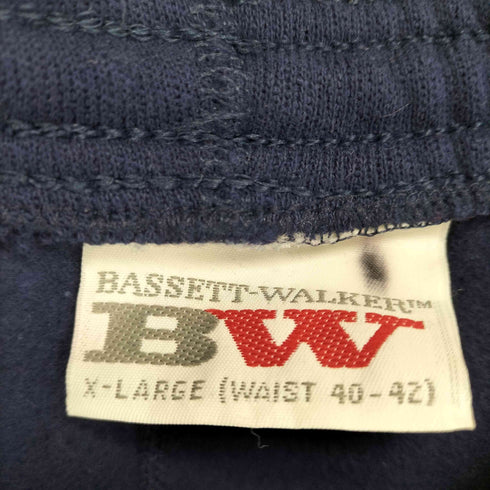 BASSETT-WALKER™
BW
X-LARGE (WAIST 40-42)